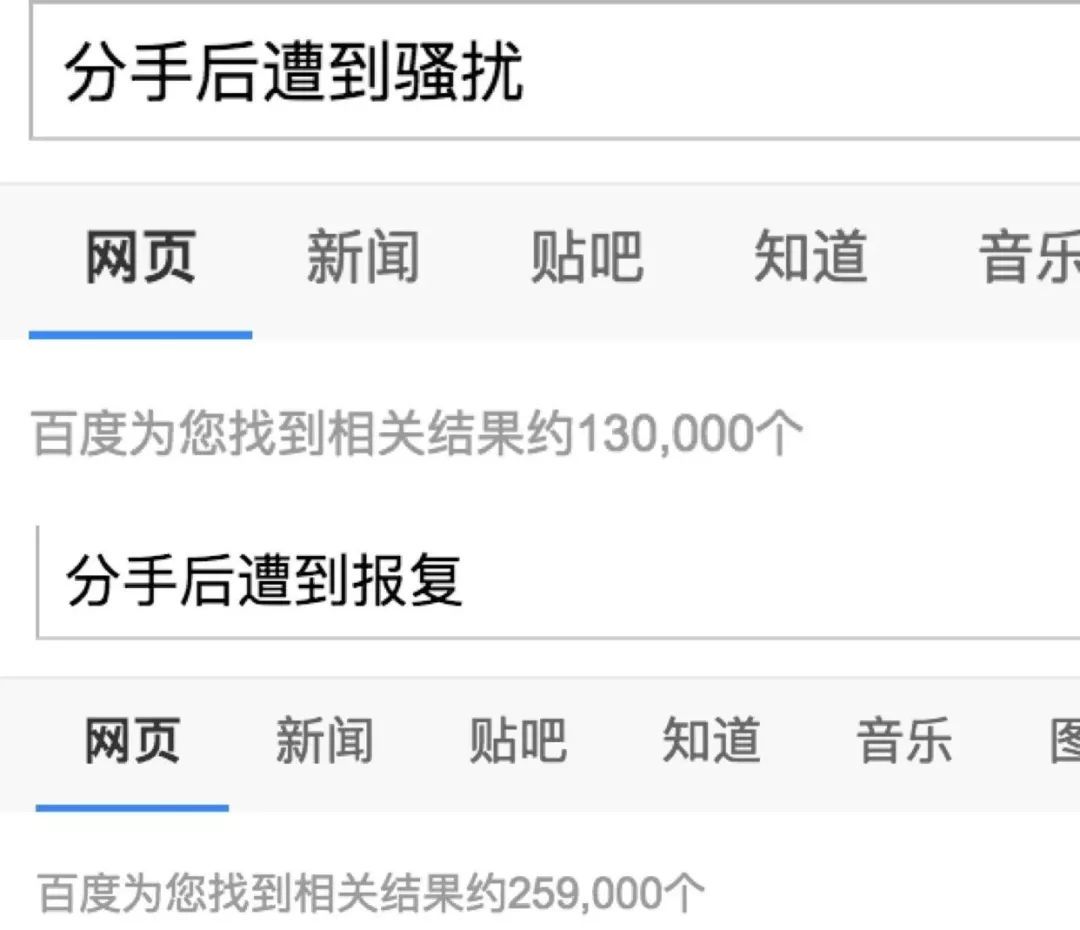 分手后遭到骚扰
网页 新闻 贴吧 知道 音乐
百度为您找到相关结果约130,000个
分手后遭到报复
网页 新闻 贴吧 知道 音乐 图
百度为您找到相关结果约259,000个